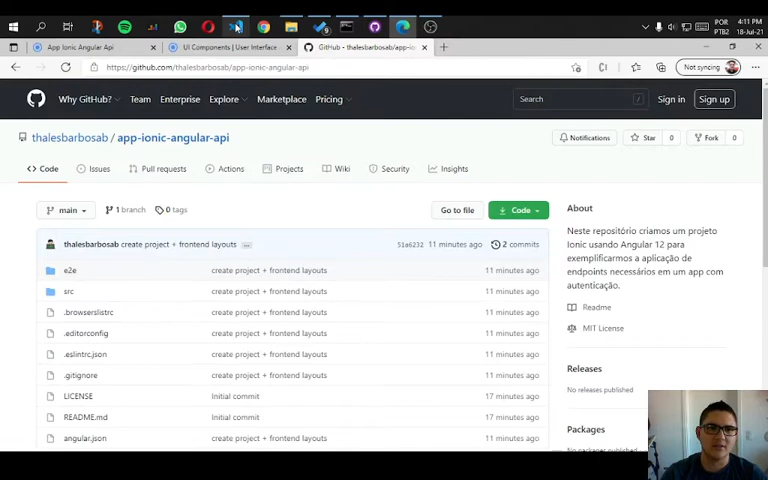 POR
PTB2
4:11 PM
18-Jul-21
App Ionic Angular Api
UI Components | User Interface
GitHub - thalesbarbosab/app-io
https://github.com/thalesbarbosab/app-ionic-angular-api
Not syncing
Why GitHub?
Team
Enterprise
Explore
Marketplace
Pricing
Search
/
Sign in
Sign up
thalesbarbosab / app-ionic-angular-api
Notifications
Star
0
Fork
0
Code
Issues
Pull requests
Actions
Projects
Wiki
Security
Insights
main
1 branch
0 tags
Go to file
Code
About
Neste repositório criamos um projeto
Ionic usando Angular 12 para
exemplificarmos a aplicação de
endpoints necessários em um app com
autenticação.
thalesbarbosab create project + frontend layouts
...
51a6232
11 minutes ago
2 commits
e2e
create project + frontend layouts
11 minutes ago
src
create project + frontend layouts
11 minutes ago
.browserslistrc
create project + frontend layouts
11 minutes ago
.editorconfig
create project + frontend layouts
11 minutes ago
.eslintrc.json
create project + frontend layouts
11 minutes ago
.gitignore
create project + frontend layouts
11 minutes ago
LICENSE
Initial commit
17 minutes ago
README.md
Initial commit
17 minutes ago
angular.json
create project + frontend layouts
11 minutes ago
Readme
MIT License
Releases
No releases published
Packages